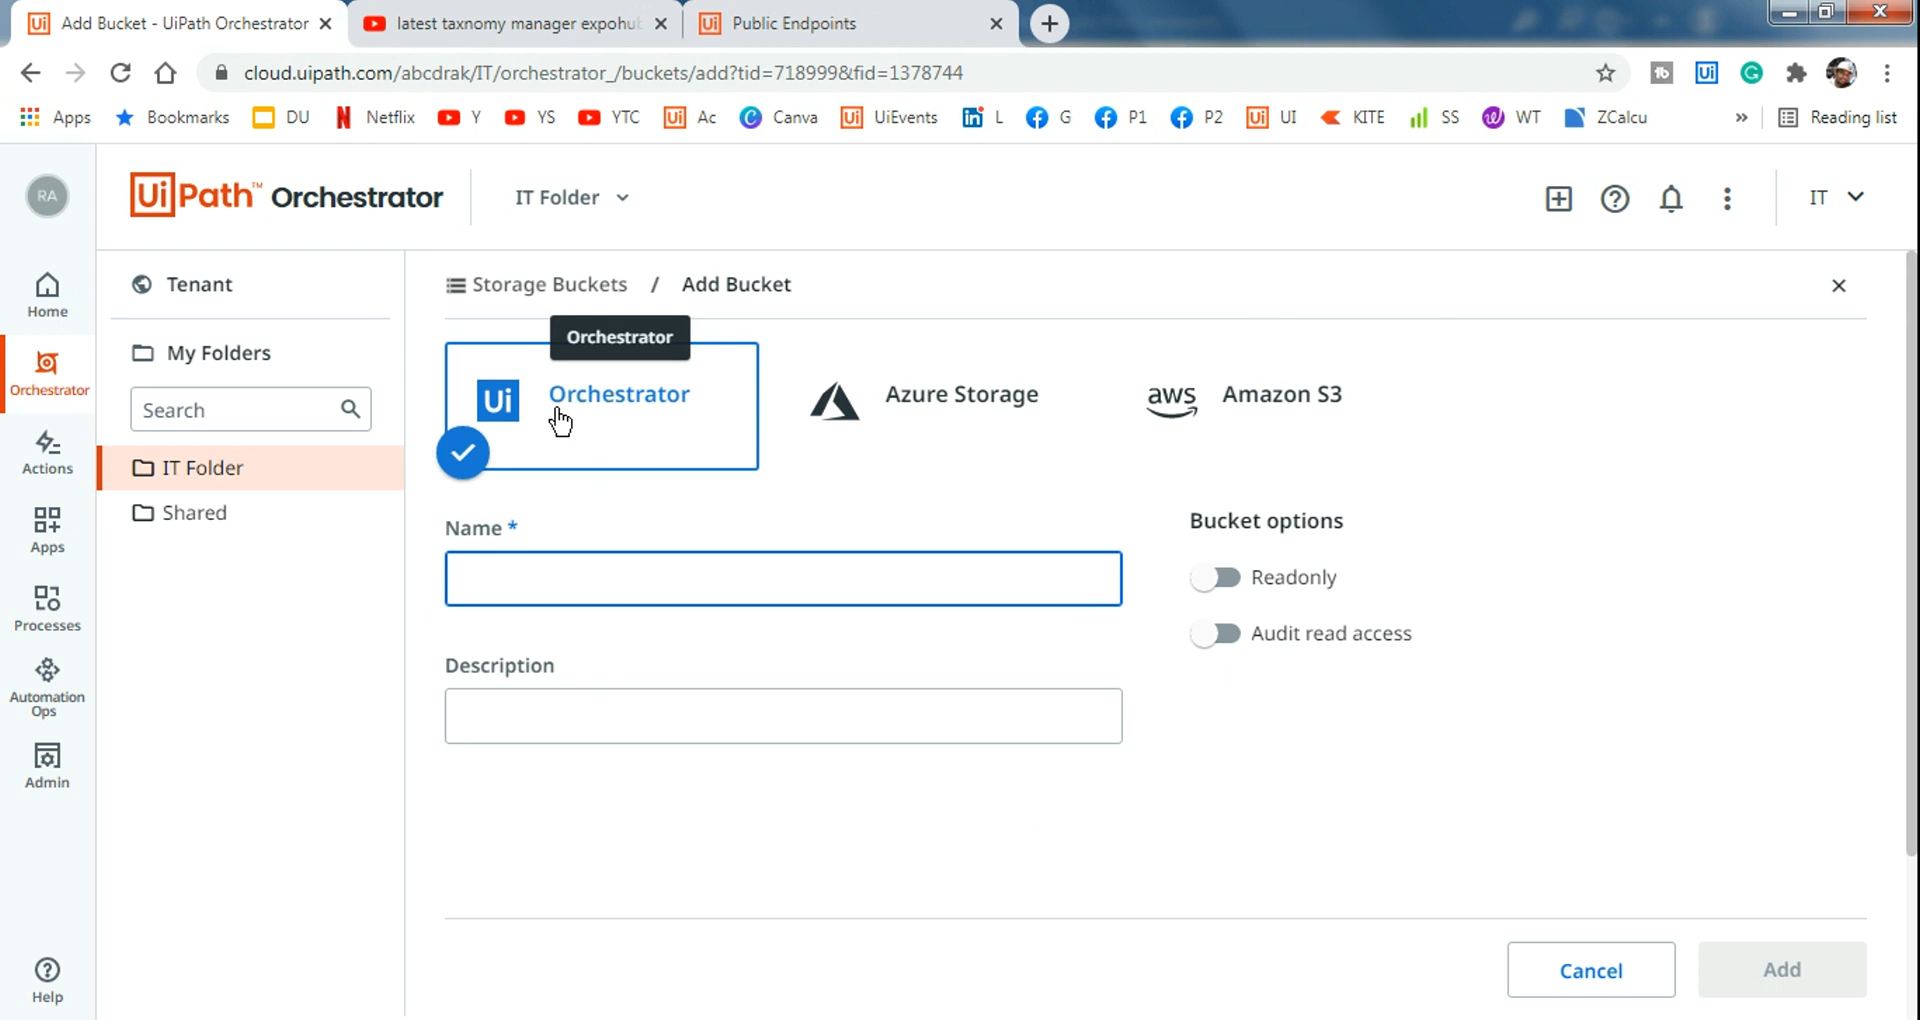 Add Bucket - UiPath Orchestrator
latest taxnomy manager expohu
Public Endpoints
cloud.uipath.com/abcdrak/IT/orchestrator_/buckets/add?tid=718999&fid=1378744
Apps
Bookmarks
DU
Netflix
Y
YS
YTC
Ac
Canva
UiEvents
L
G
P1
P2
UI
KITE
SS
WT
ZCalcu
»
Reading list
RA
UiPath™ Orchestrator
IT Folder
IT
Home
Orchestrator
Actions
Apps
Processes
Automation
Ops
Admin
Help
Tenant
My Folders
Search
IT Folder
Shared
Storage Buckets / Add Bucket
Orchestrator
Ui Orchestrator
Azure Storage
aws Amazon S3
Name *
Description
Bucket options
Readonly
Audit read access
Cancel
Add